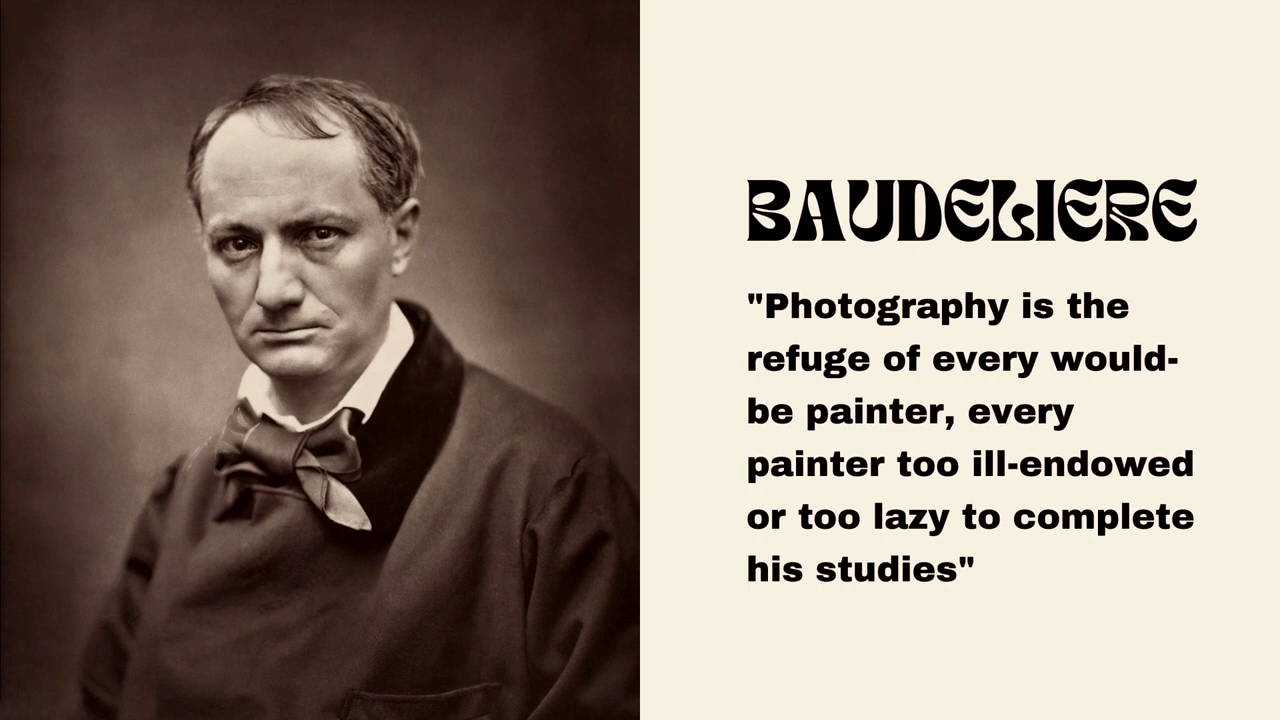 BAUDELIERE
"Photography is the
refuge of every would-
be painter, every
painter too ill-endowed
or too lazy to complete
his studies"